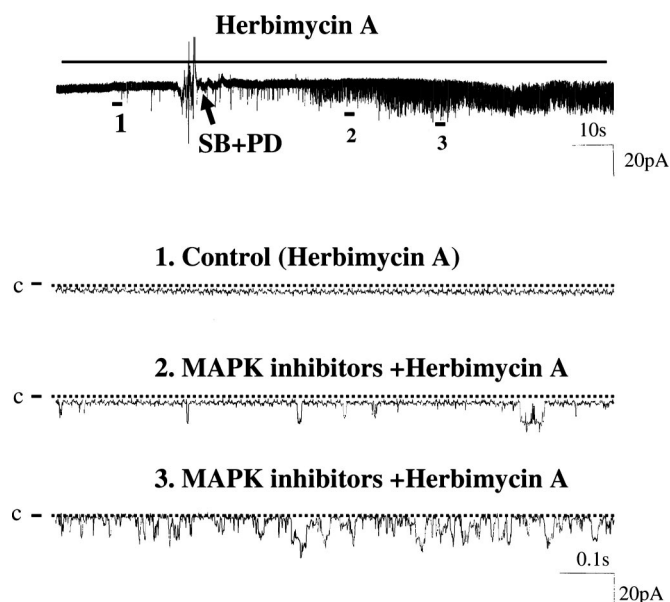 Herbimycin A
1
SB+PD
2
3
10s
20pA
1. Control (Herbimycin A)
c
2. MAPK inhibitors +Herbimycin A
c
3. MAPK inhibitors +Herbimycin A
c
0.1s
20pA